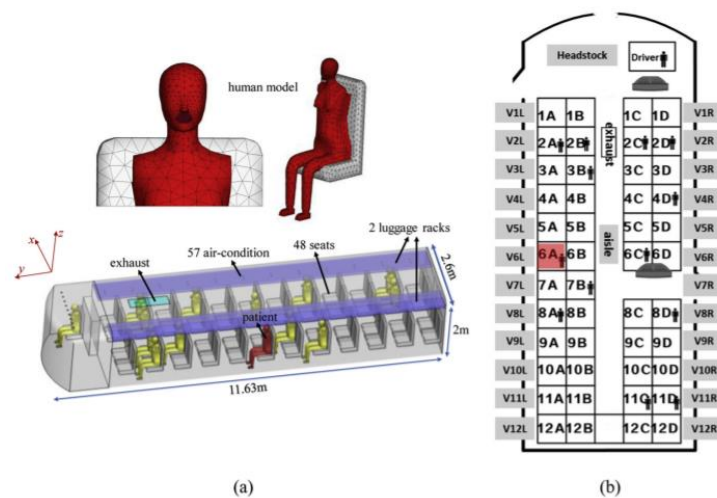 human model
z
x
y
exhaust
57 air-condition
48 seats
2 luggage racks
patient
2.6m
2m
11.63m
(a)
Headstock
Driver
V1L 1A 1B 1C 1D V1R
V2L 2A 2B 2C 2D V2R
V3L 3A 3B 3C 3D V3R
V4L 4A 4B 4C 4D V4R
V5L 5A 5B 5C 5D V5R
V6L 6A 6B 6C 6D V6R
V7L 7A 7B V7R
V8L 8A 8B 8C 8D V8R
V9L 9A 9B 9C 9D V9R
V10L 10A 10B 10C 10D V10R
V11L 11A 11B 11C 11D V11R
V12L 12A 12B 12C 12D V12R
exhaust
aisle
(b)